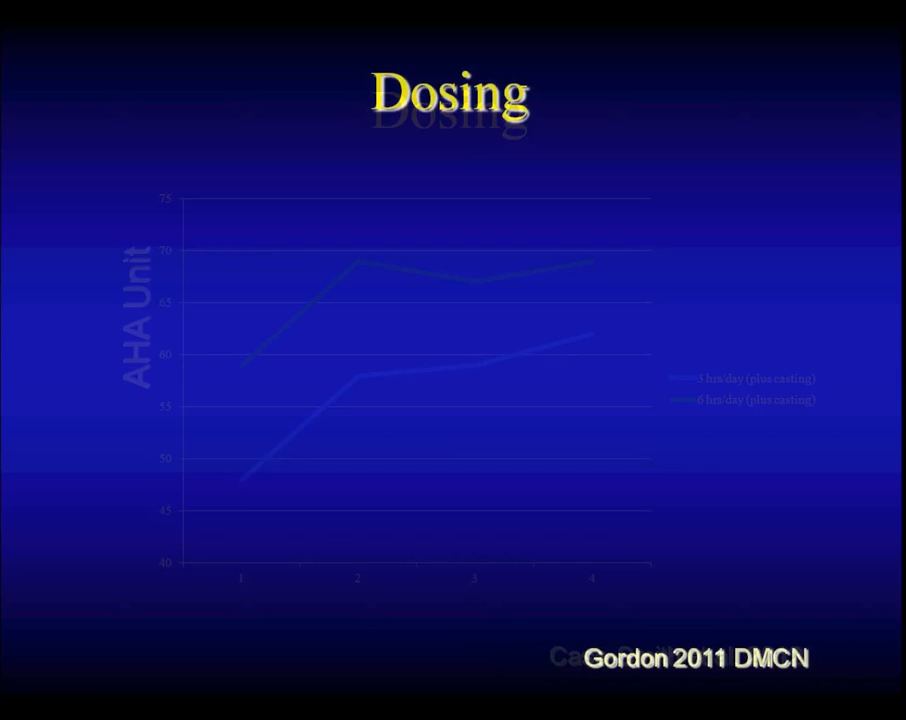 Dosing
75
70
65
60
55
50
45
40
AHA Unit
1 2 3 4
3 hrs/day (plus casting)
6 hrs/day (plus casting)
Gordon 2011 DMCN